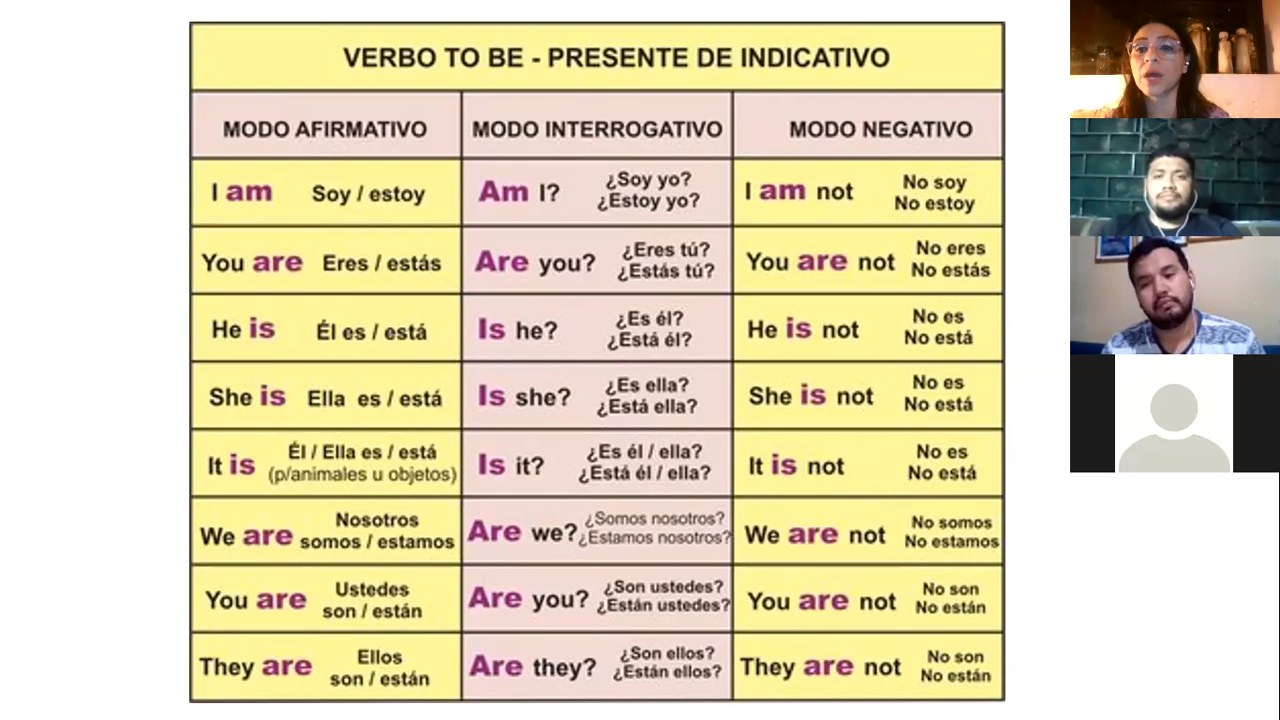 VERBO TO BE - PRESENTE DE INDICATIVO
MODO AFIRMATIVO
MODO INTERROGATIVO
MODO NEGATIVO
I am
Soy / estoy
Am I?
¿Soy yo?
¿Estoy yo?
I am not
No soy
No estoy
You are
Eres / estás
Are you?
¿Eres tú?
¿Estás tú?
You are not
No eres
No estás
He is
Él es / está
Is he?
¿Es él?
¿Está él?
He is not
No es
No está
She is
Ella es / está
Is she?
¿Es ella?
¿Está ella?
She is not
No es
No está
It is
Él / Ella es / está
(p/animales u objetos)
Is it?
¿Es él / ella?
¿Está él / ella?
It is not
No es
No está
We are
Nosotros
somos / estamos
Are we?
¿Somos nosotros?
¿Estamos nosotros?
We are not
No somos
No estamos
You are
Ustedes
son / están
Are you?
¿Son ustedes?
¿Están ustedes?
You are not
No son
No están
They are
Ellos
son / están
Are they?
¿Son ellos?
¿Están ellos?
They are not
No son
No están